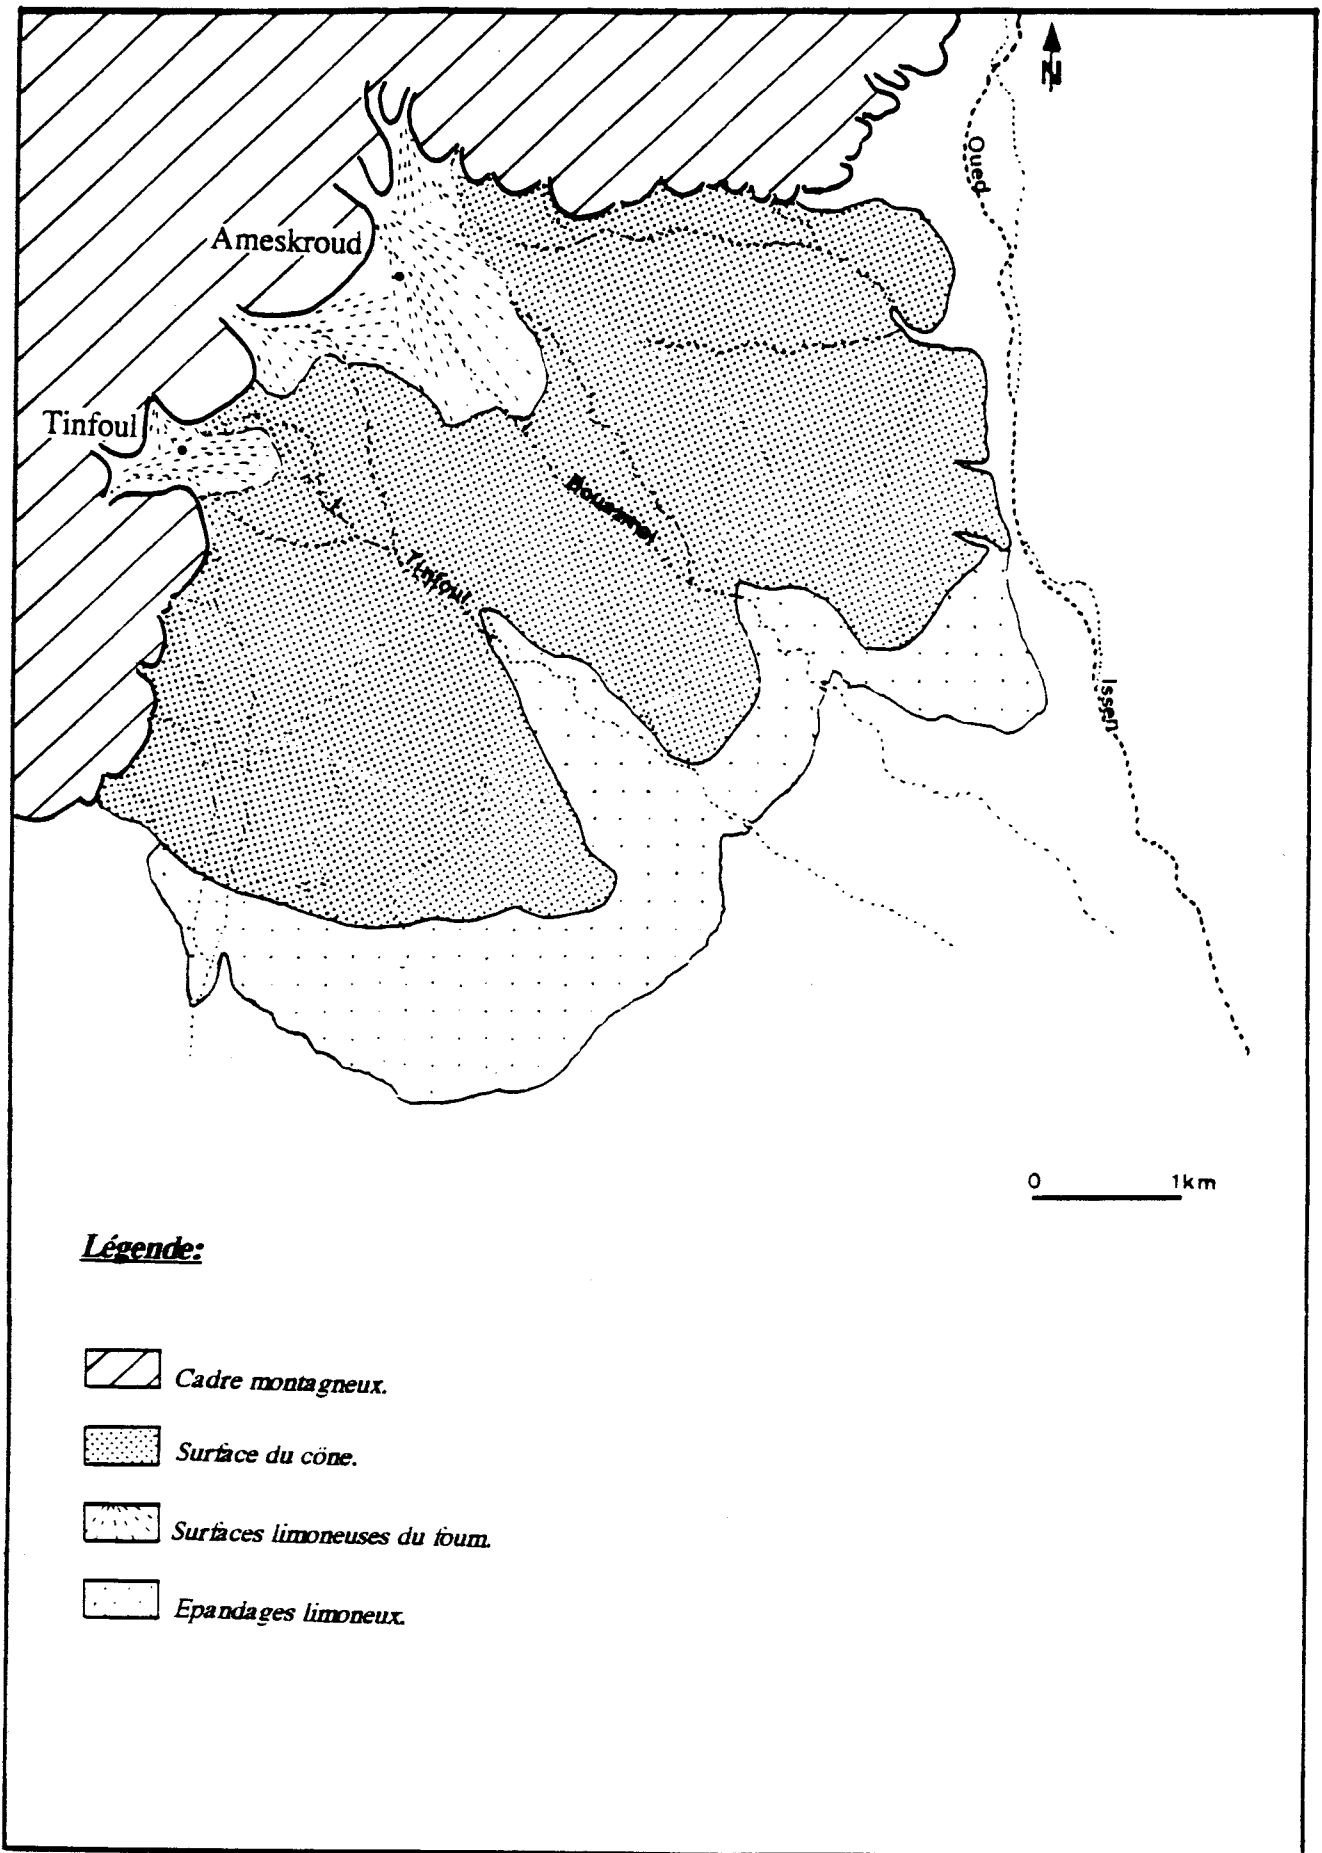 N
Oued
Ameskroud
Tinfoul
Tinfoul
Issen
0 1km
Légende:
Cadre montagneux.
Surface du cône.
Surfaces limoneuses du foum.
Epandages limoneux.